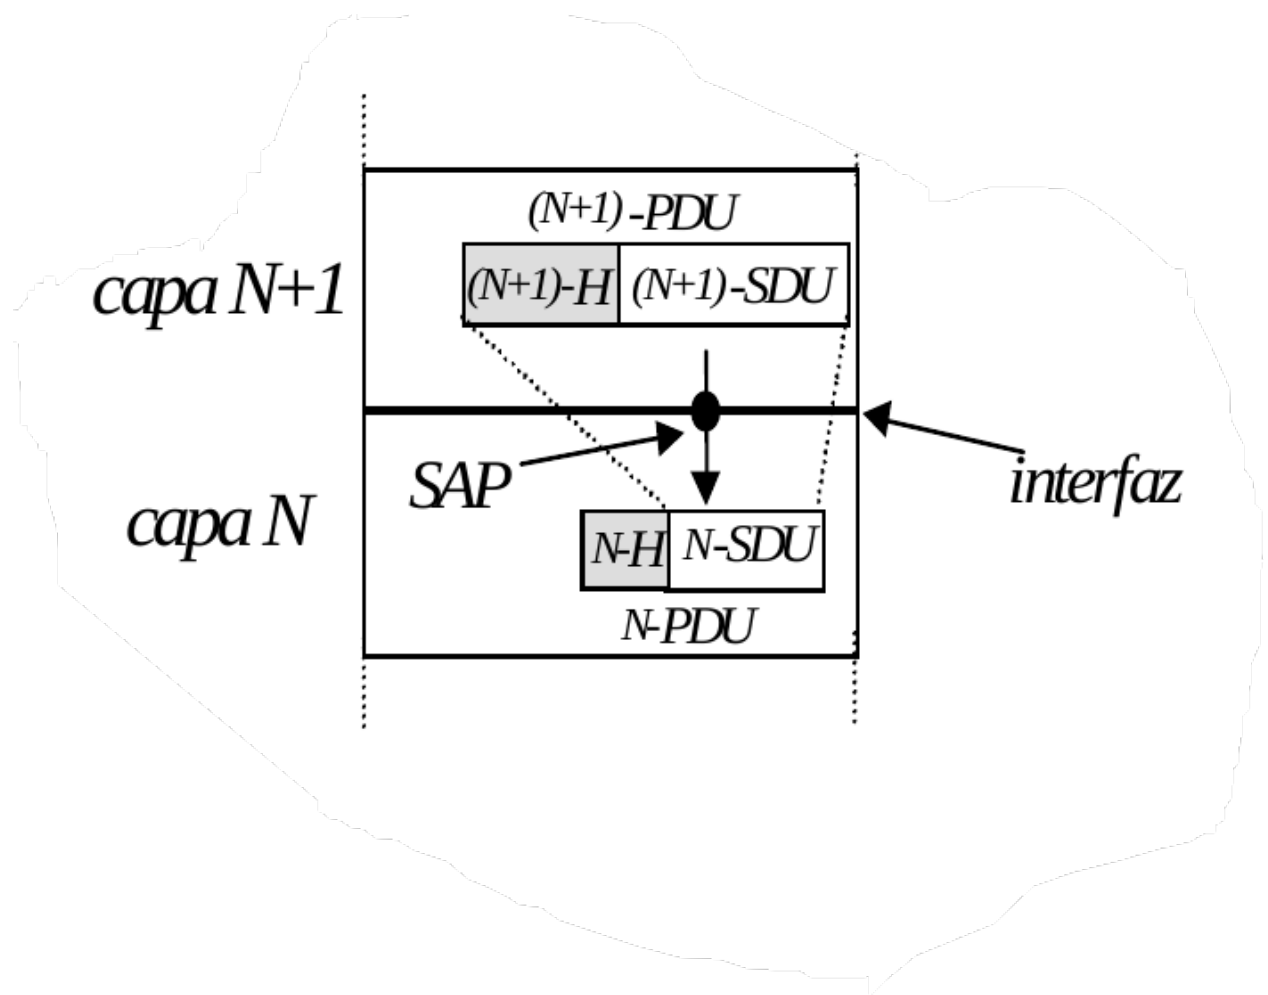 (N+1)-PDU
capa N+1
(N+1)-H (N+1)-SDU
SAP
interfaz
capa N
N-H N-SDU
N-PDU